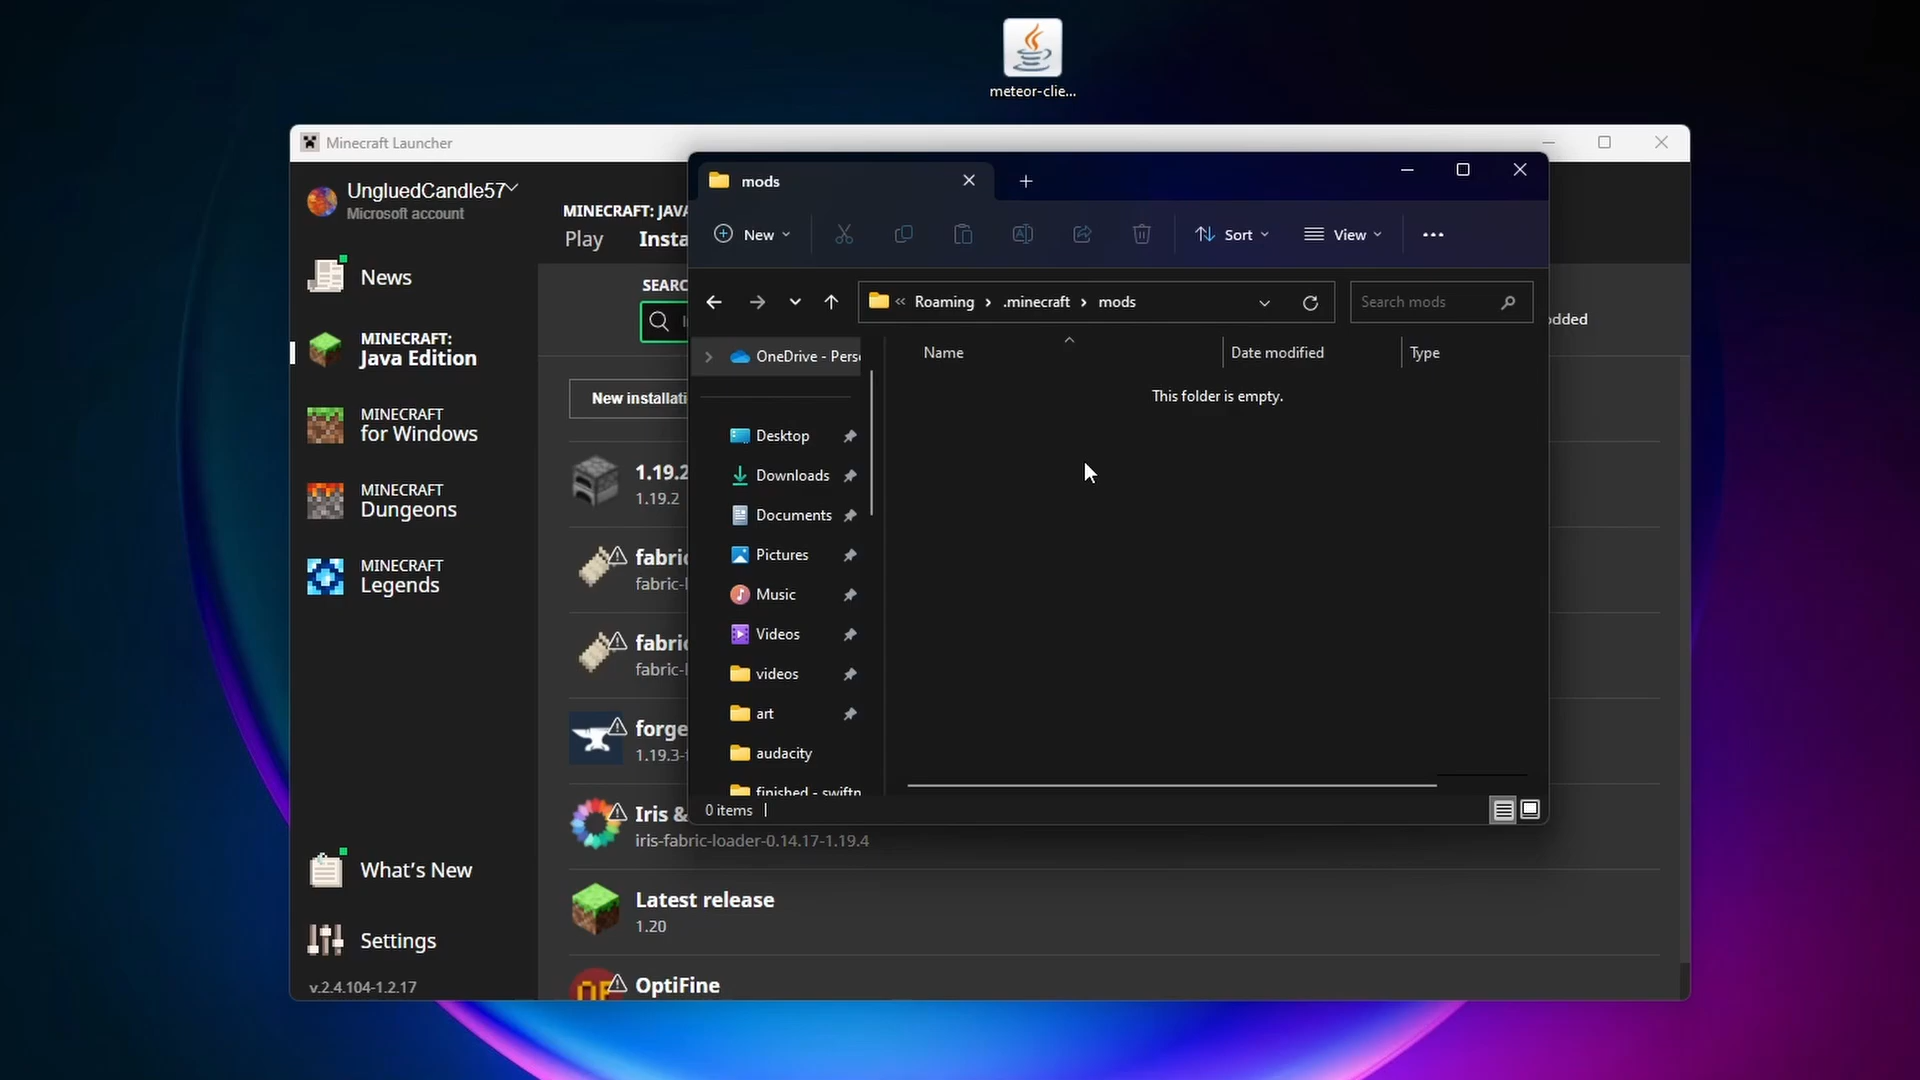 meteor-clie...
Minecraft Launcher
UngluedCandle57
Microsoft account
News
MINECRAFT:
Java Edition
MINECRAFT
for Windows
MINECRAFT
Dungeons
MINECRAFT
Legends
What's New
Settings
v.2.4.104-1.2.17
MINECRAFT: JAVA
Play Insta
SEARC
New installati
1.19.2
1.19.2
fabric
fabric-l
fabric
fabric-l
forge
1.19.3-f
Iris &
iris-fabric-loader-0.14.17-1.19.4
Latest release
1.20
OptiFine
odded
mods
New Sort View
« Roaming > .minecraft > mods
Search mods
Name Date modified Type
This folder is empty.
OneDrive - Pers
Desktop
Downloads
Documents
Pictures
Music
Videos
videos
art
audacity
finished - swiftn
0 items